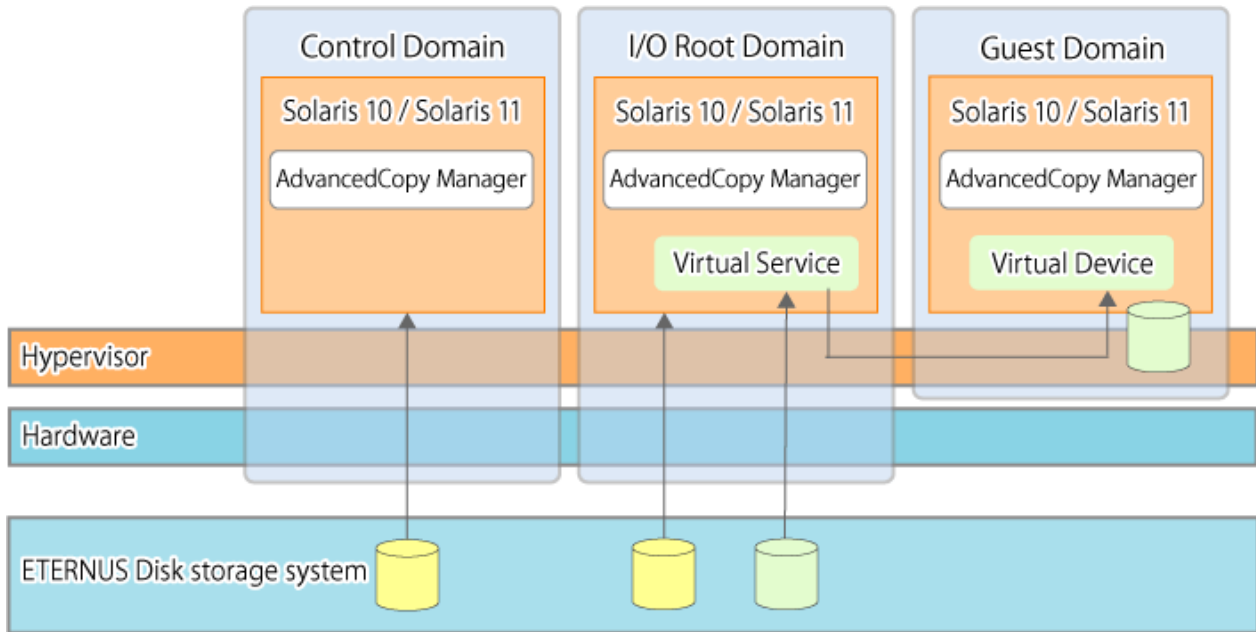 Control Domain
I/O Root Domain
Guest Domain
Solaris 10 / Solaris 11
Solaris 10 / Solaris 11
Solaris 10 / Solaris 11
AdvancedCopy Manager
AdvancedCopy Manager
AdvancedCopy Manager
Virtual Service
Virtual Device
Hypervisor
Hardware
ETERNUS Disk storage system